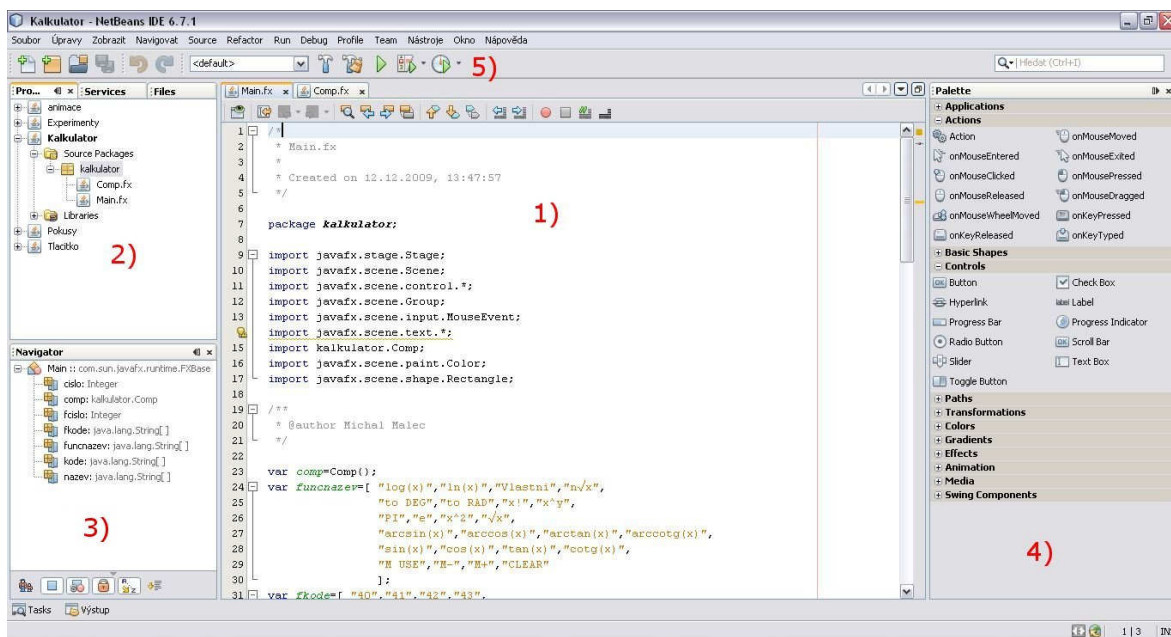 Kalkulator - NetBeans IDE 6.7.1
Soubor Úpravy Zobrazit Navigovat Source Refactor Run Debug Profile Team Nástroje Okno Nápověda
<default>
5)
Hledat (Ctrl+I)
Pro... Services Files
animace
Experimenty
Kalkulator
Source Packages
kalkulator
Comp.fx
Main.fx
Libraries
Pokusy
Tlacitko
2)
Navigator
Main :: com.sun.javafx.runtime.FXBase
cislo: Integer
comp: kalkulator.Comp
fcislo: Integer
fkode: java.lang.String[ ]
funcnazev: java.lang.String[ ]
kode: java.lang.String[ ]
nazev: java.lang.String[ ]
3)
Main.fx Comp.fx
1 /*
2 * Main.fx
3 *
4 * Created on 12.12.2009, 13:47:57
5 */
6
1)
7 package kalkulator;
8
9 import javafx.stage.Stage;
10 import javafx.scene.Scene;
11 import javafx.scene.control.*;
12 import javafx.scene.Group;
13 import javafx.scene.input.MouseEvent;
import javafx.scene.text.*;
15 import kalkulator.Comp;
16 import javafx.scene.paint.Color;
17 import javafx.scene.shape.Rectangle;
18
19 /**
20 * @author Michal Malec
21 */
22
23 var comp=Comp();
24 var funcnazev=[ "log(x)","ln(x)","Vlastni","n√x",
25 "to DEG","to RAD","x!","x^y",
26 "PI","e","x^2","√x",
27 "arcsin(x)","arccos(x)","arctan(x)","arccotg(x)",
28 "sin(x)","cos(x)","tan(x)","cotg(x)",
29 "M USE","M-","M+","CLEAR"
30 ];
31 var fkode=[ "40","41","42","43",
Palette
Applications
Actions
Action onMouseMoved
onMouseEntered onMouseExited
onMouseClicked onMousePressed
onMouseReleased onMouseDragged
onMouseWheelMoved onKeyPressed
onKeyReleased onKeyTyped
Basic Shapes
Controls
Button Check Box
Hyperlink Label
Progress Bar Progress Indicator
Radio Button Scroll Bar
Slider Text Box
Toggle Button
Paths
Transformations
Colors
Gradients
Effects
Animation
Media
Swing Components
4)
Tasks Výstup
1|3 IN